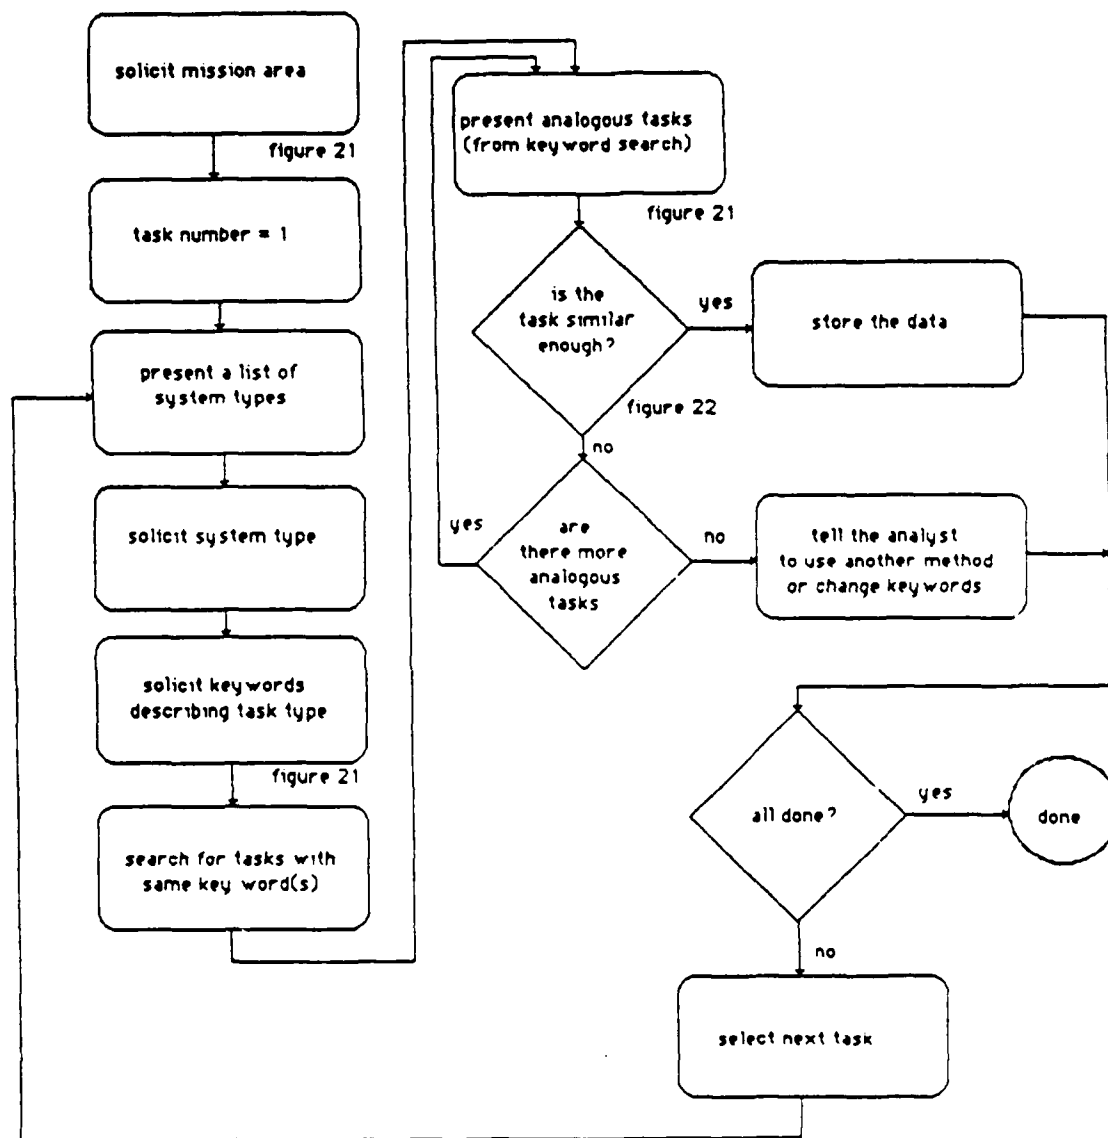 solicit mission area
figure 21
task number = 1
present a list of
system types
solicit system type
solicit keywords
describing task type
figure 21
search for tasks with
same key word(s)
present analogous tasks
(from keyword search)
figure 21
is the
task similar
enough?
yes
store the data
figure 22
no
are
there more
analogous
tasks
yes
no
tell the analyst
to use another method
or change keywords
all done?
yes
done
no
select next task